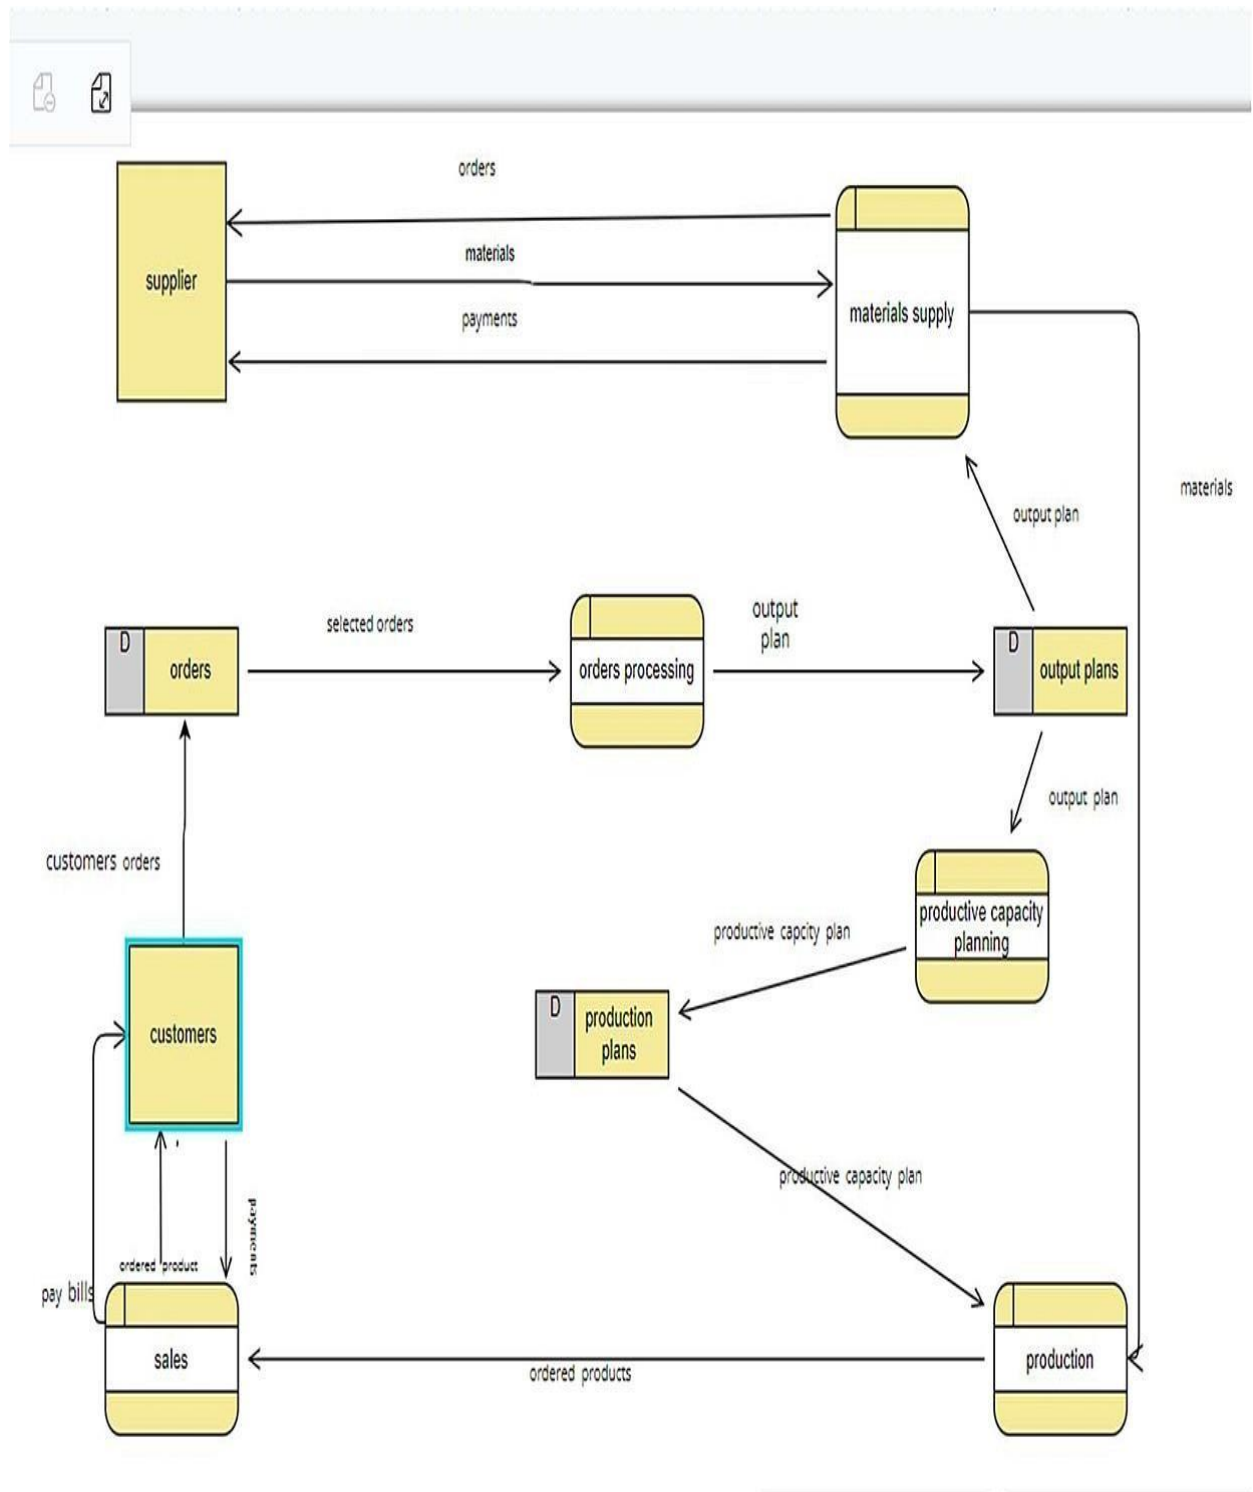 orders
materials
payments
supplier
materials supply
materials
output plan
selected orders
output
plan
D
orders
orders processing
D
output plans
output plan
customers orders
productive capacity
planning
productive capcity plan
D
production
plans
customers
productive capacity plan
payments
ordered product
pay bills
sales
ordered products
production